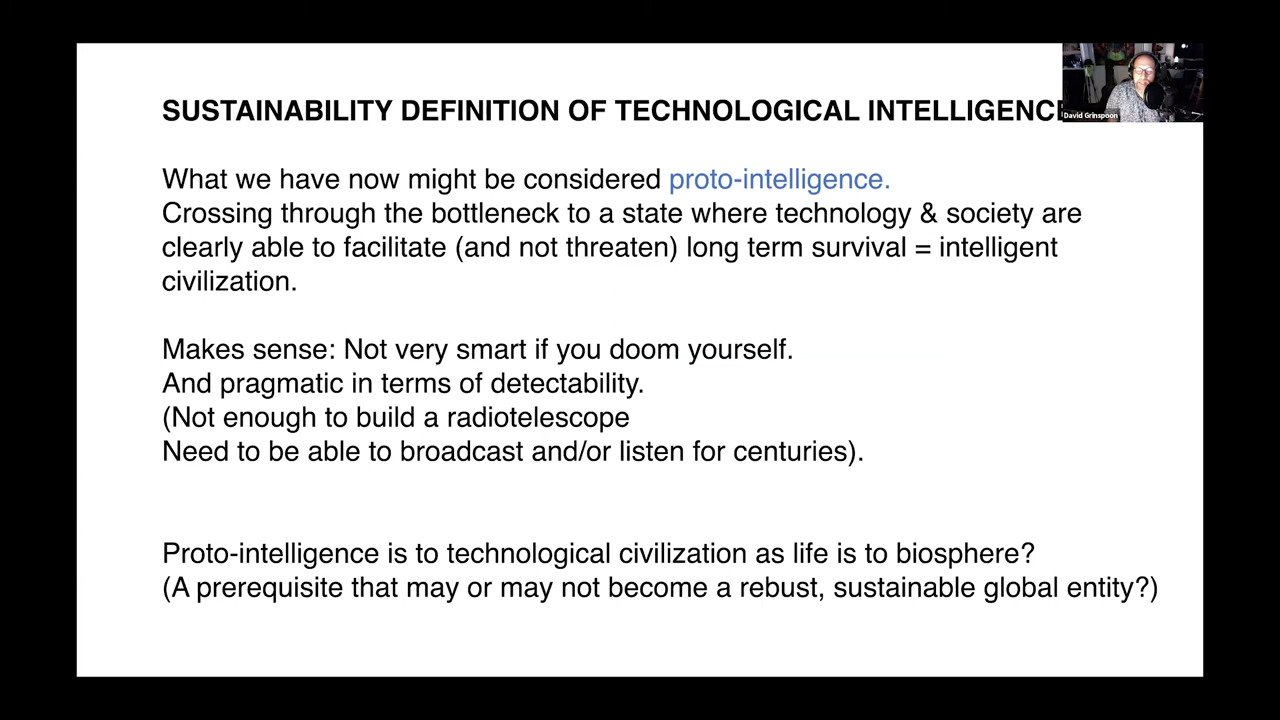 SUSTAINABILITY DEFINITION OF TECHNOLOGICAL INTELLIGENCE
David Grinspoon
What we have now might be considered proto-intelligence.
Crossing through the bottleneck to a state where technology & society are
clearly able to facilitate (and not threaten) long term survival = intelligent
civilization.
Makes sense: Not very smart if you doom yourself.
And pragmatic in terms of detectability.
(Not enough to build a radiotelescope
Need to be able to broadcast and/or listen for centuries).
Proto-intelligence is to technological civilization as life is to biosphere?
(A prerequisite that may or may not become a rebust, sustainable global entity?)